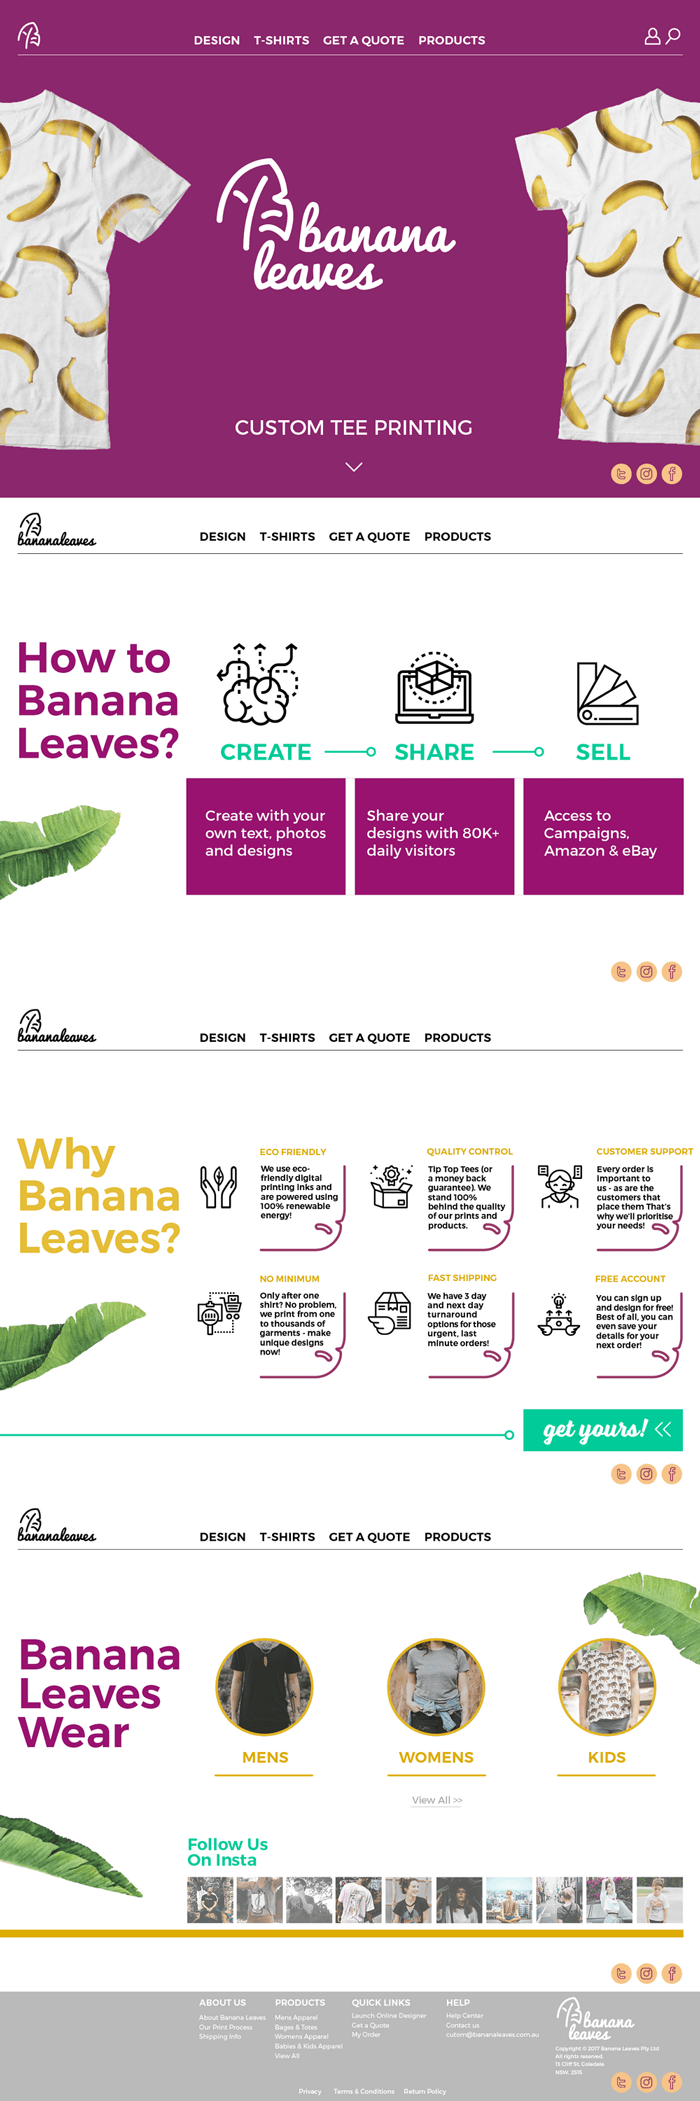 DESIGN T-SHIRTS GET A QUOTE PRODUCTS
banana
leaves
CUSTOM TEE PRINTING
bananaleaves
DESIGN T-SHIRTS GET A QUOTE PRODUCTS
How to
Banana
Leaves?
CREATE SHARE SELL
Create with your
own text, photos
and designs
Share your
designs with 80K+
daily visitors
Access to
Campaigns,
Amazon & eBay
bananaleaves
DESIGN T-SHIRTS GET A QUOTE PRODUCTS
Why
Banana
Leaves?
ECO FRIENDLY
We use eco-
friendly digital
printing inks and
are powered using
100% renewable
energy!
QUALITY CONTROL
Tip Top Tees (or
a money back
guarantee). We
stand 100%
behind the quality
of our prints and
products.
CUSTOMER SUPPORT
Every order is
important to
us - as are the
customers that
place them That's
why we'll prioritise
your needs!
NO MINIMUM
Only after one
shirt? No problem,
we print from one
to thousands of
garments - make
unique designs
now!
FAST SHIPPING
We have 3 day
and next day
turnaround
options for those
urgent, last
minute orders!
FREE ACCOUNT
You can sign up
and design for free!
Best of all, you can
even save your
details for your
next order!
get yours!
bananaleaves
DESIGN T-SHIRTS GET A QUOTE PRODUCTS
Banana
Leaves
Wear
MENS WOMENS KIDS
View All >>
Follow Us
On Insta
ABOUT US
About Banana Leaves
Our Print Process
Shipping Info
PRODUCTS
Mens Apparel
Bages & Totes
Womens Apparel
Babies & Kids Apparel
View All
QUICK LINKS
Launch Online Designer
Get a Quote
My Order
HELP
Help Center
Contact us
cutom@bananaleaves.com.au
banana
leaves
Copyright © 2017 Banana Leaves Pty Ltd
All rights reserved.
13 Cliff St, Coledale
NSW, 2515
Privacy Terms & Conditions Return Policy